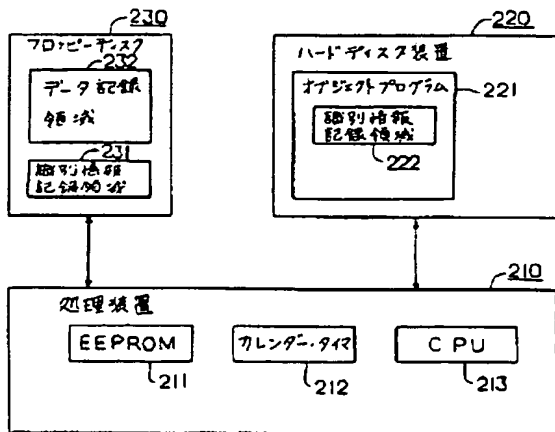 230
フロッピーディスク
232
データ記録
領域
231
識別情報
記録領域
220
ハードディスク装置
オブジェクトプログラム
221
識別情報
記録領域
222
210
処理装置
EEPROM
211
カレンダー・タイマ
212
CPU
213